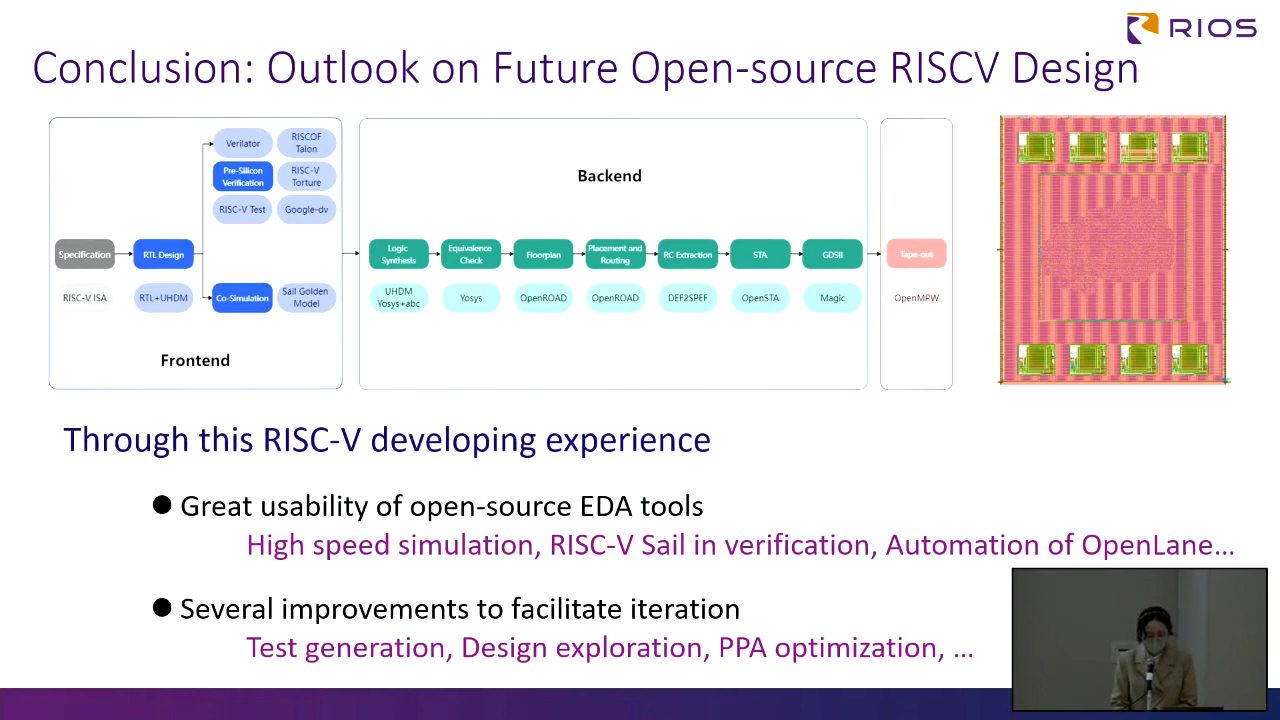 RIOS
Conclusion: Outlook on Future Open-source RISCV Design
Verilator
RISCOF
Talon
Pre-Silicon
Verification
RISC-V
Torture
RISC-V Test
Google-dv
Specification
RTL Design
RISC-V ISA
RTL+UHDM
Co-Simulation
Sail Golden
Model
Frontend
Backend
Logic
Synthesis
Equivalence
Check
Floorplan
Placement and
Routing
RC Extraction
STA
GDSII
UHDM
Yosys+abc
Yosys
OpenROAD
OpenROAD
DEF2SPEF
OpenSTA
Magic
Tape-out
OpenMPW
Through this RISC-V developing experience
● Great usability of open-source EDA tools
High speed simulation, RISC-V Sail in verification, Automation of OpenLane...
● Several improvements to facilitate iteration
Test generation, Design exploration, PPA optimization, ...